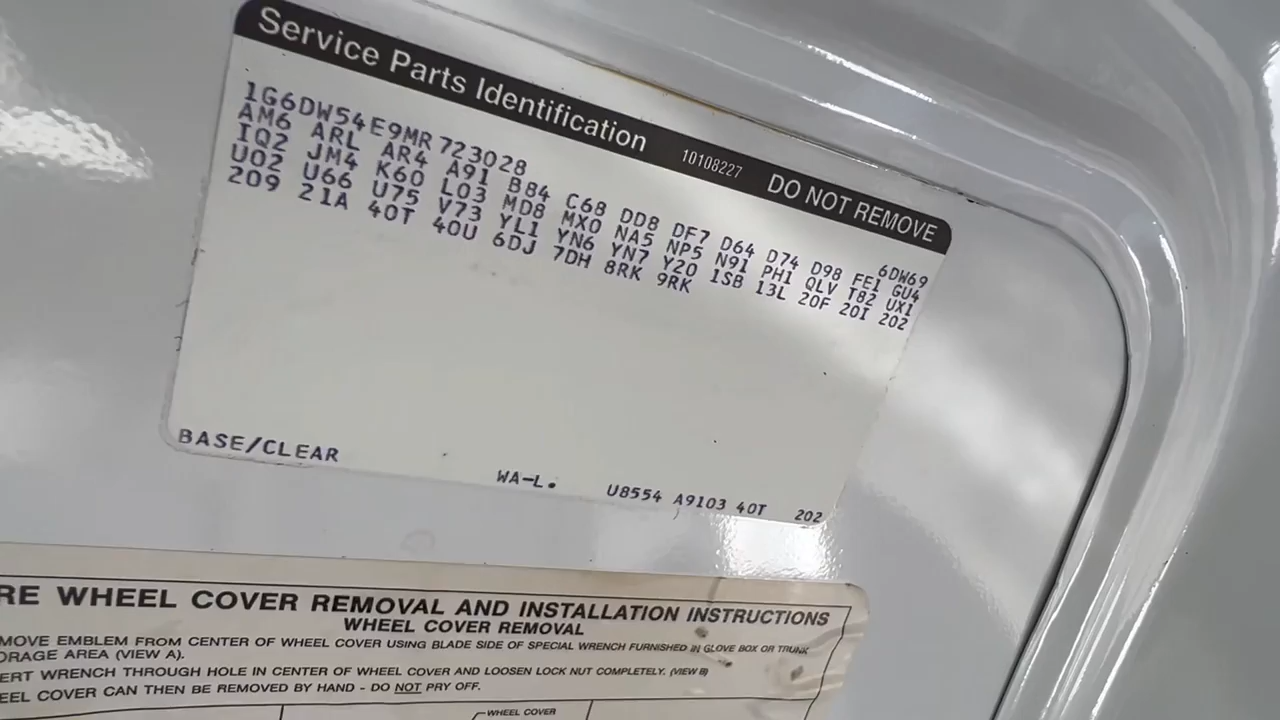 Service Parts Identification 10108227 DO NOT REMOVE
1G6DW54E9MR723028 6DW69
AM6 ARL AR4 A91 B84 C68 DD8 DF7 D64 D74 D98 FE1 GU4
IQ2 JM4 K60 L03 MD8 MX0 NA5 NP5 N91 PH1 QLV T82 UX1
U02 U66 U75 V73 YL1 YN6 YN7 Y20 1SB 13L 20F 20I 202
209 21A 40T 40U 6DJ 7DH 8RK 9RK
BASE/CLEAR WA-L. U8554 A9103 40T 202
RE WHEEL COVER REMOVAL AND INSTALLATION INSTRUCTIONS
WHEEL COVER REMOVAL
MOVE EMBLEM FROM CENTER OF WHEEL COVER USING BLADE SIDE OF SPECIAL WRENCH FURNISHED IN GLOVE BOX OR TRUNK
ORAGE AREA (VIEW A).
ERT WRENCH THROUGH HOLE IN CENTER OF WHEEL COVER AND LOOSEN LOCK NUT COMPLETELY. (VIEW B)
EEL COVER CAN THEN BE REMOVED BY HAND - DO NOT PRY OFF.
WHEEL COVER